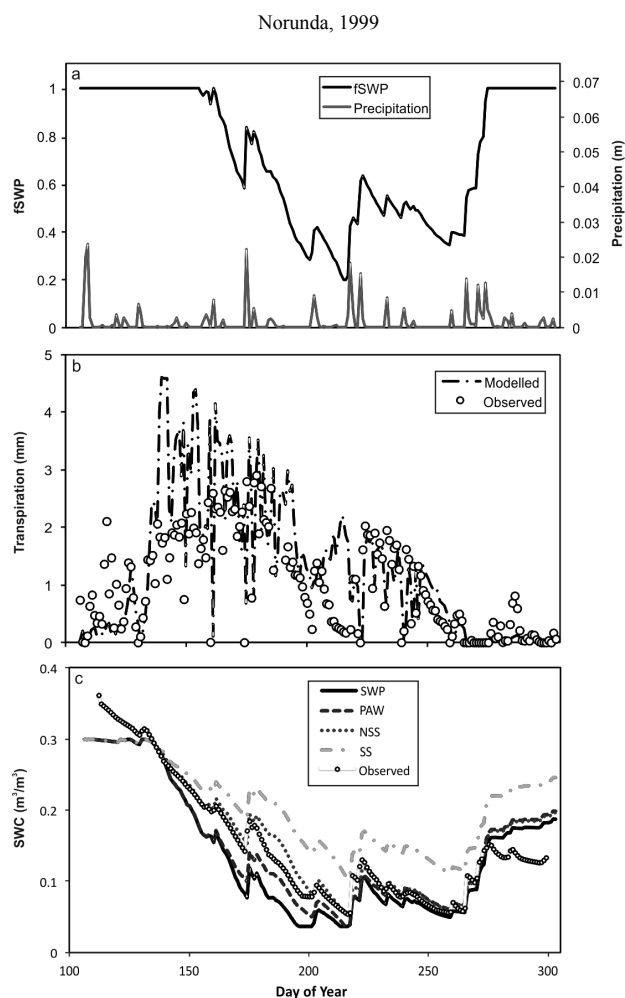 Norunda, 1999
a
fSWP
Precipitation
1
0.8
0.6
0.4
0.2
0
fSWP
0.07
0.06
0.05
0.04
0.03
0.02
0.01
0
Precipitation (m)
b
Modelled
Observed
5
4
3
2
1
0
Transpiration (mm)
c
SWP
PAW
NSS
SS
Observed
0.4
0.3
0.2
0.1
0
SWC (m³/m³)
100
150
200
250
300
Day of Year